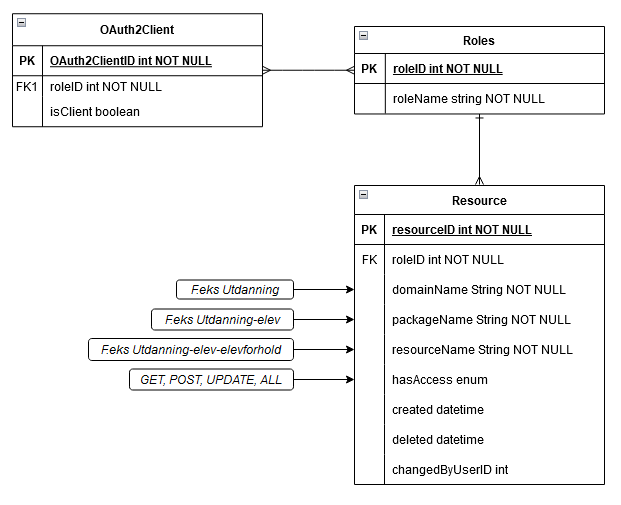 OAuth2Client
PK OAuth2ClientID int NOT NULL
FK1 roleID int NOT NULL
isClient boolean
Roles
PK roleID int NOT NULL
roleName string NOT NULL
Resource
PK resourceID int NOT NULL
FK roleID int NOT NULL
F.eks Utdanning
domainName String NOT NULL
F.eks Utdanning-elev
packageName String NOT NULL
F.eks Utdanning-elev-elevforhold
resourceName String NOT NULL
GET, POST, UPDATE, ALL
hasAccess enum
created datetime
deleted datetime
changedByUserID int